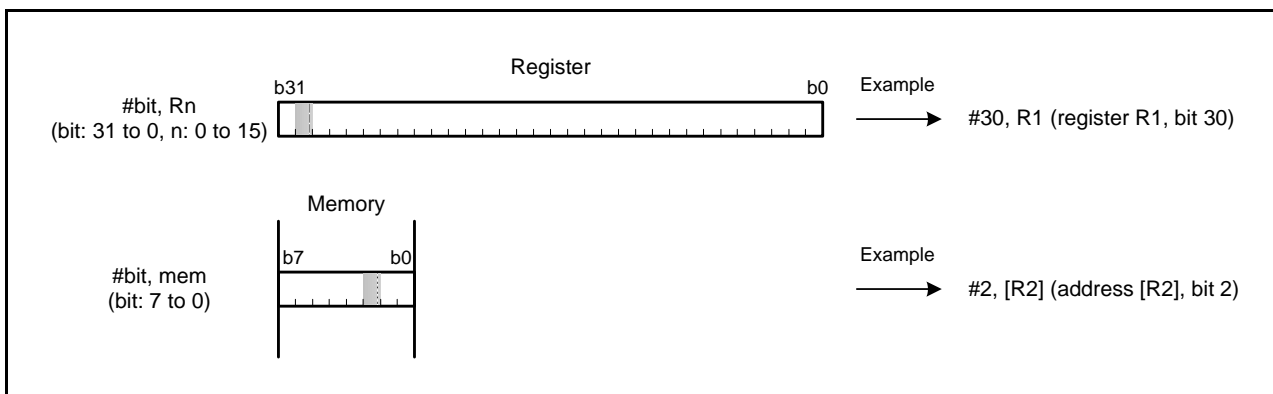 Register
b31
b0
#bit, Rn
(bit: 31 to 0, n: 0 to 15)
Example
#30, R1 (register R1, bit 30)
Memory
b7
b0
#bit, mem
(bit: 7 to 0)
Example
#2, [R2] (address [R2], bit 2)